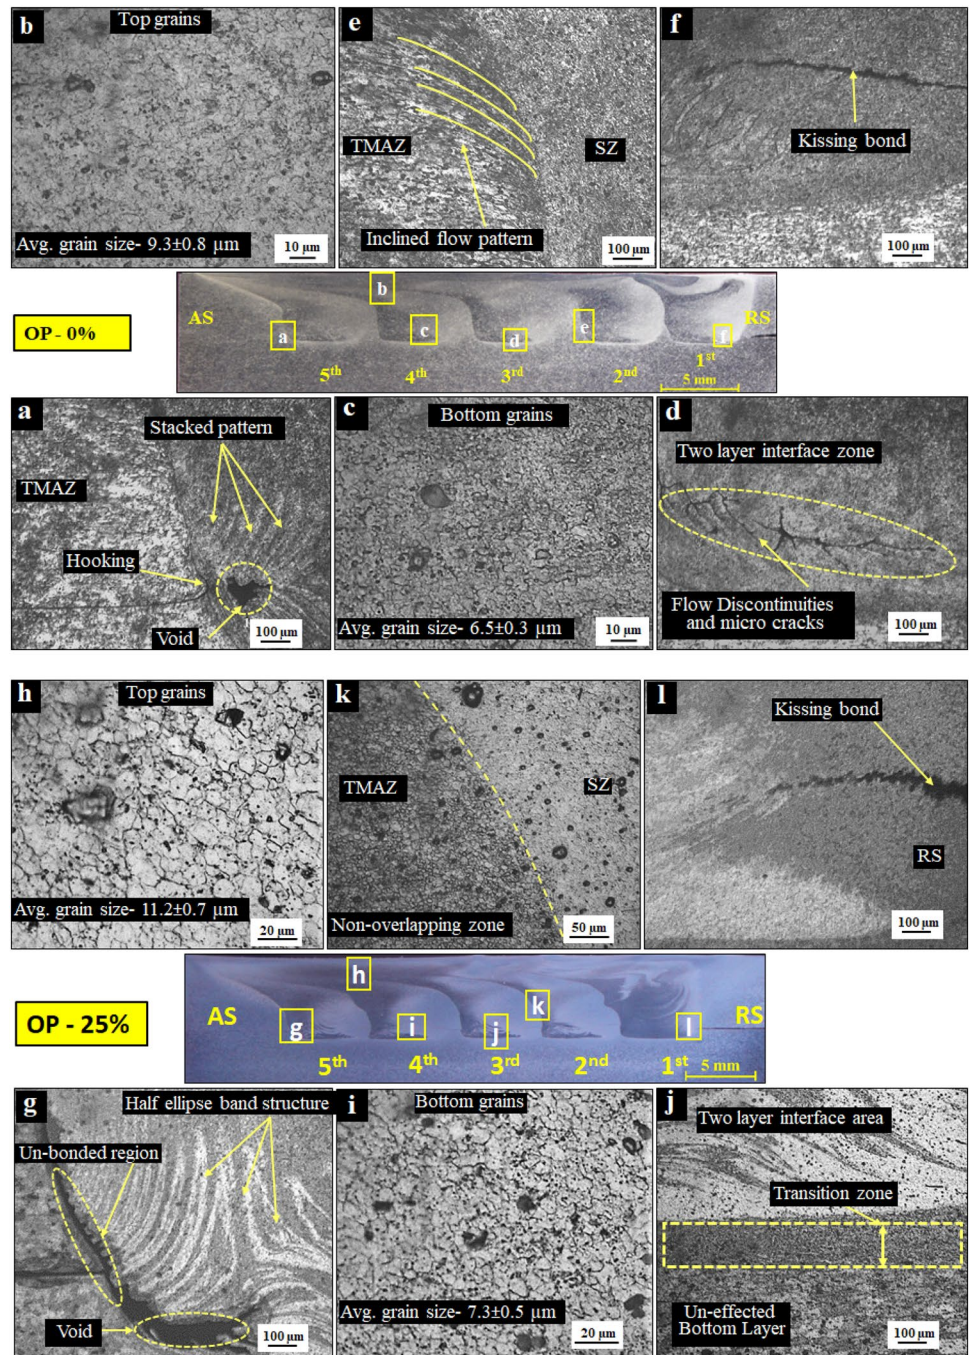 b
Top grains
Avg. grain size- 9.3±0.8 µm
10 µm
e
TMAZ
SZ
Inclined flow pattern
100 µm
f
Kissing bond
100 µm
OP - 0%
AS
b
RS
a
c
d
e
f
5th
4th
3rd
2nd
1st
5 mm
a
Stacked pattern
TMAZ
Hooking
Void
100 µm
c
Bottom grains
Avg. grain size- 6.5±0.3 µm
10 µm
d
Two layer interface zone
Flow Discontinuities
and micro cracks
100 µm
h
Top grains
Avg. grain size- 11.2±0.7 µm
20 µm
k
TMAZ
SZ
Non-overlapping zone
50 µm
l
Kissing bond
RS
100 µm
OP - 25%
AS
h
RS
g
i
j
k
l
5th
4th
3rd
2nd
1st
5 mm
g
Half ellipse band structure
Un-bonded region
Void
100 µm
i
Bottom grains
Avg. grain size- 7.3±0.5 µm
20 µm
j
Two layer interface area
Transition zone
Un-effected
Bottom Layer
100 µm